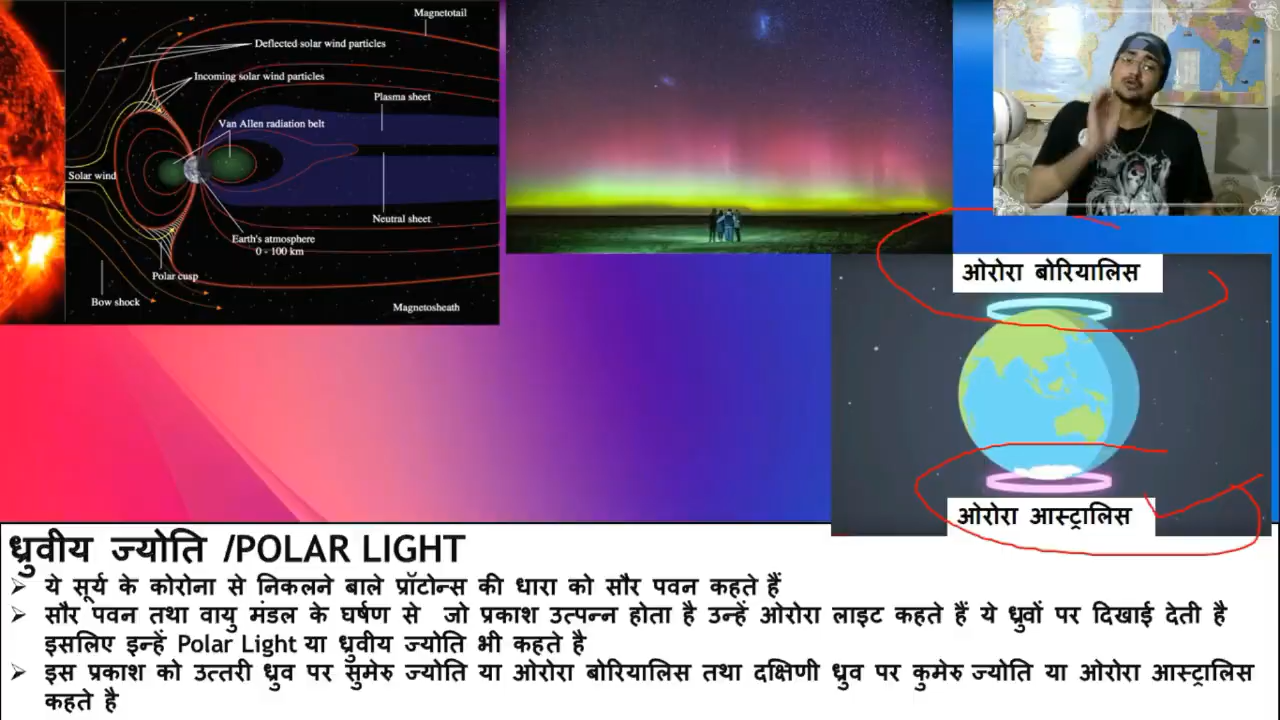 Magnetotail
Deflected solar wind particles
Incoming solar wind particles
Plasma sheet
Van Allen radiation belt
Solar wind
Neutral sheet
Earth's atmosphere
0 - 100 km
Polar cusp
Bow shock
Magnetosheath
ओरोरा बोरियालिस
ओरोरा आस्ट्रालिस
ध्रुवीय ज्योति /POLAR LIGHT
ये सूर्य के कोरोना से निकलने बाले प्रॉटोन्स की धारा को सौर पवन कहते हैं
सौर पवन तथा वायु मंडल के घर्षण से जो प्रकाश उत्पन्न होता है उन्हें ओरोरा लाइट कहते हैं ये ध्रुवों पर दिखाई देती है
इसलिए इन्हें Polar Light या ध्रुवीय ज्योति भी कहते है
इस प्रकाश को उत्तरी ध्रुव पर सुमेरु ज्योति या ओरोरा बोरियालिस तथा दक्षिणी ध्रुव पर कुमेरु ज्योति या ओरोरा आस्ट्रालिस
कहते है